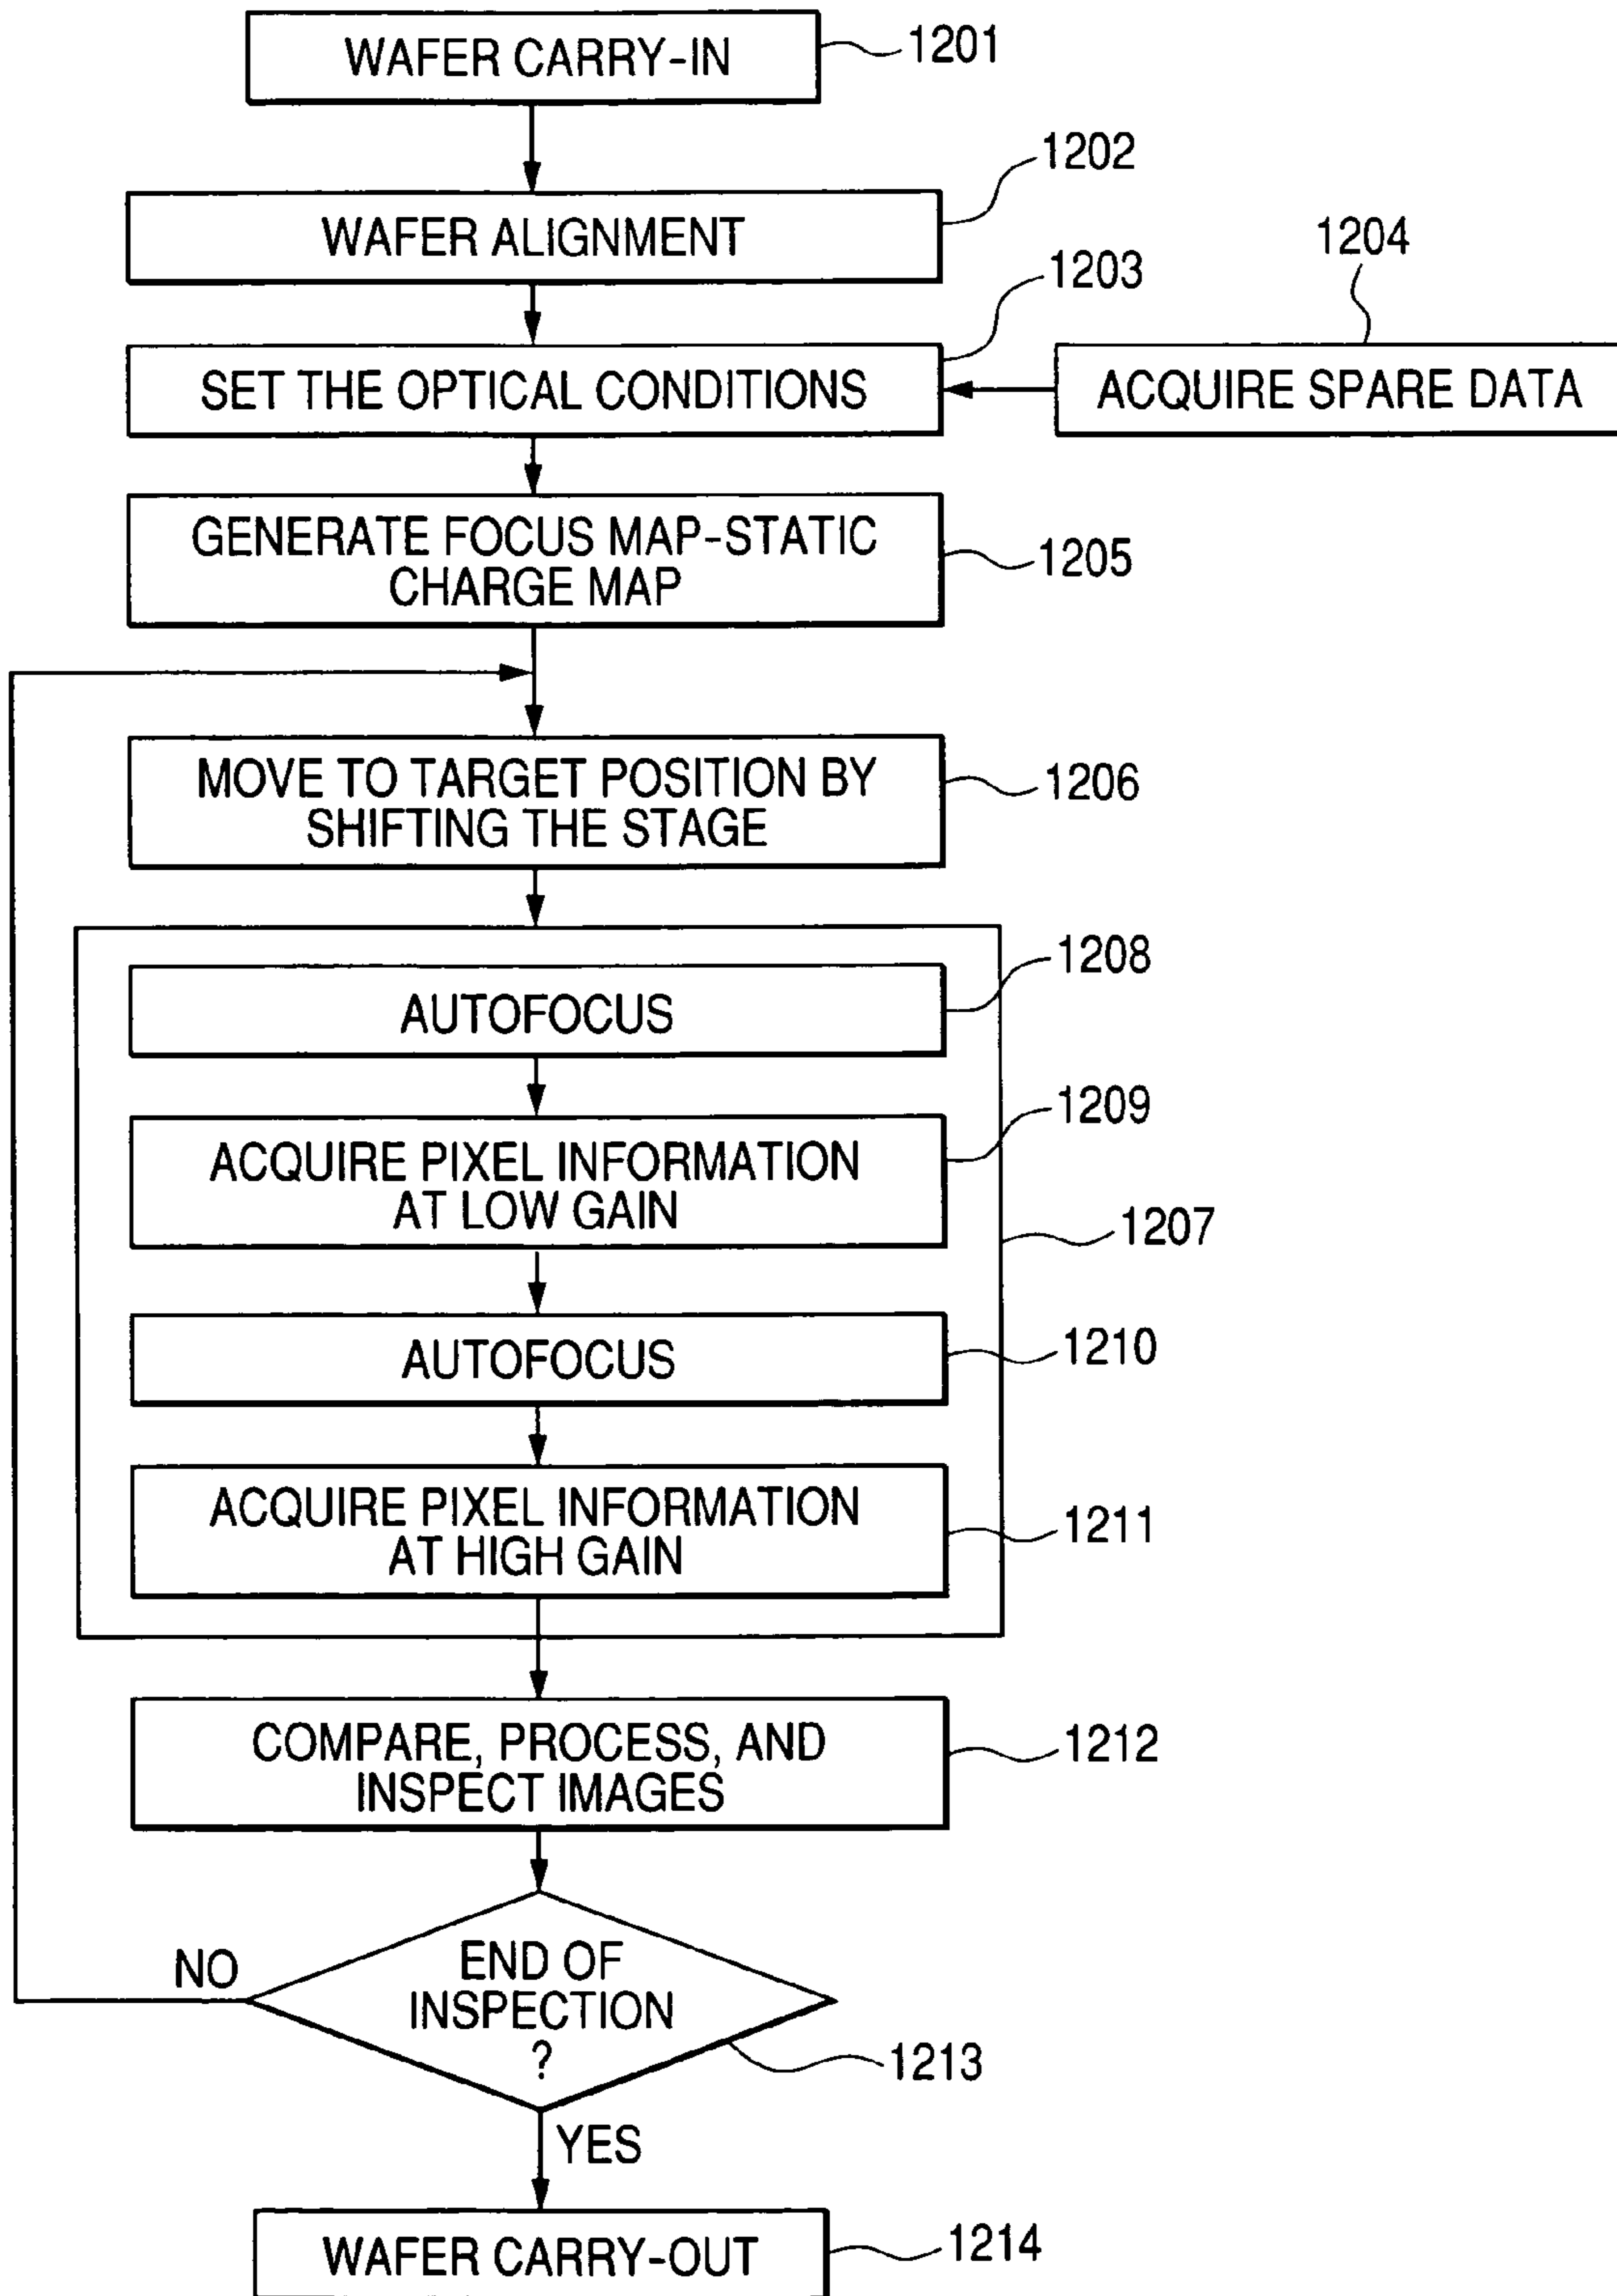 WAFER CARRY-IN
1201
1202
WAFER ALIGNMENT
1203
1204
SET THE OPTICAL CONDITIONS
ACQUIRE SPARE DATA
GENERATE FOCUS MAP-STATIC
CHARGE MAP
1205
MOVE TO TARGET POSITION BY
SHIFTING THE STAGE
1206
1208
AUTOFOCUS
1209
ACQUIRE PIXEL INFORMATION
AT LOW GAIN
1207
AUTOFOCUS
1210
ACQUIRE PIXEL INFORMATION
AT HIGH GAIN
1211
COMPARE, PROCESS, AND
INSPECT IMAGES
1212
NO
END OF
INSPECTION
?
1213
YES
WAFER CARRY-OUT
1214